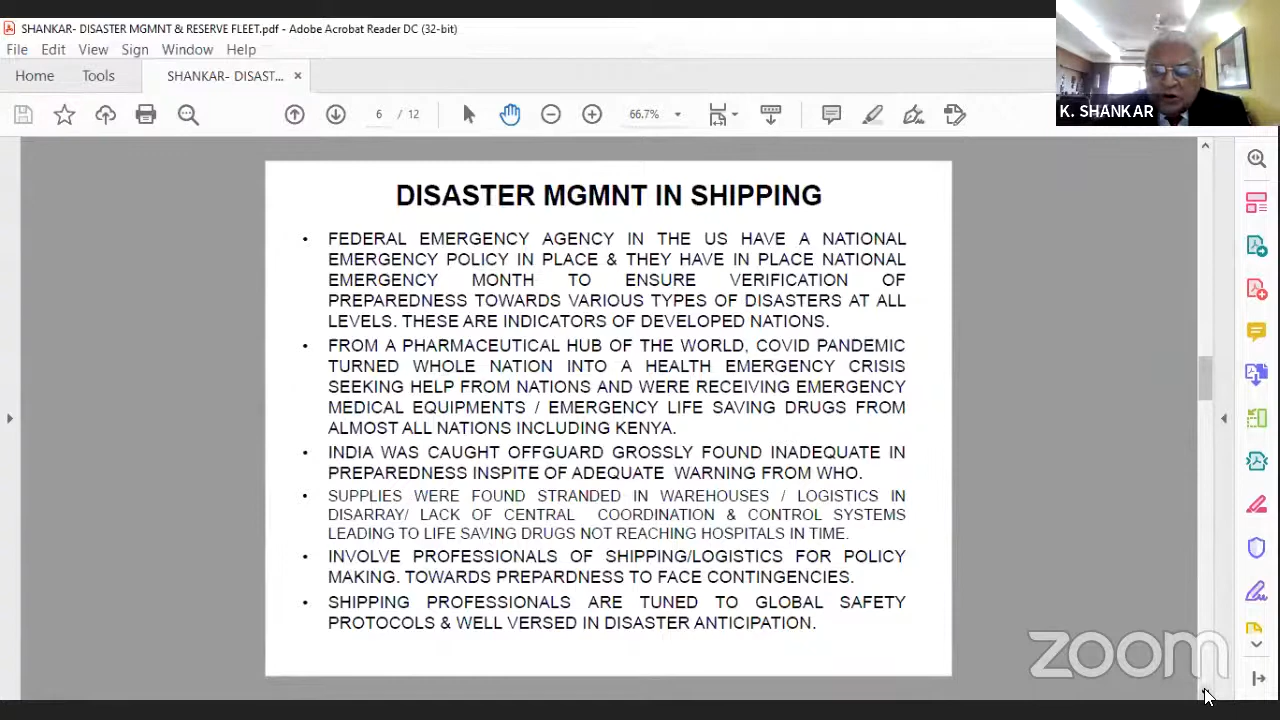 SHANKAR- DISASTER MGMNT & RESERVE FLEET.pdf - Adobe Acrobat Reader DC (32-bit)
File Edit View Sign Window Help
Home Tools SHANKAR- DISAST... ×
6 / 12 66.7%
K. SHANKAR
DISASTER MGMNT IN SHIPPING
• FEDERAL EMERGENCY AGENCY IN THE US HAVE A NATIONAL
EMERGENCY POLICY IN PLACE & THEY HAVE IN PLACE NATIONAL
EMERGENCY MONTH TO ENSURE VERIFICATION OF
PREPAREDNESS TOWARDS VARIOUS TYPES OF DISASTERS AT ALL
LEVELS. THESE ARE INDICATORS OF DEVELOPED NATIONS.
• FROM A PHARMACEUTICAL HUB OF THE WORLD, COVID PANDEMIC
TURNED WHOLE NATION INTO A HEALTH EMERGENCY CRISIS
SEEKING HELP FROM NATIONS AND WERE RECEIVING EMERGENCY
MEDICAL EQUIPMENTS / EMERGENCY LIFE SAVING DRUGS FROM
ALMOST ALL NATIONS INCLUDING KENYA.
• INDIA WAS CAUGHT OFFGUARD GROSSLY FOUND INADEQUATE IN
PREPAREDNESS INSPITE OF ADEQUATE WARNING FROM WHO.
• SUPPLIES WERE FOUND STRANDED IN WAREHOUSES / LOGISTICS IN
DISARRAY/ LACK OF CENTRAL COORDINATION & CONTROL SYSTEMS
LEADING TO LIFE SAVING DRUGS NOT REACHING HOSPITALS IN TIME.
• INVOLVE PROFESSIONALS OF SHIPPING/LOGISTICS FOR POLICY
MAKING. TOWARDS PREPARDNESS TO FACE CONTINGENCIES.
• SHIPPING PROFESSIONALS ARE TUNED TO GLOBAL SAFETY
PROTOCOLS & WELL VERSED IN DISASTER ANTICIPATION.
zoom